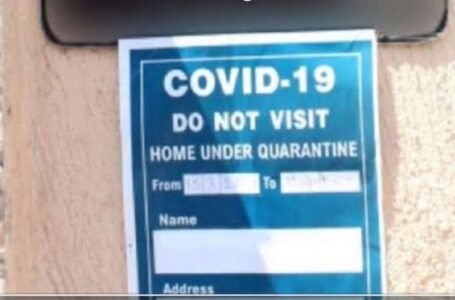 COVID-19
DO NOT VISIT
HOME UNDER QUARANTINE
From To
Name
Address